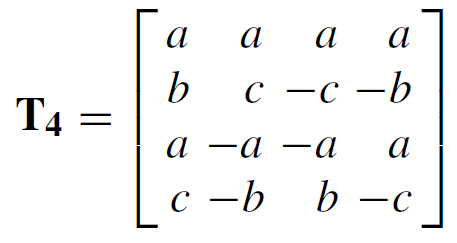 a a a a
b c −c −b
T4 =
a −a −a a
c −b b −c